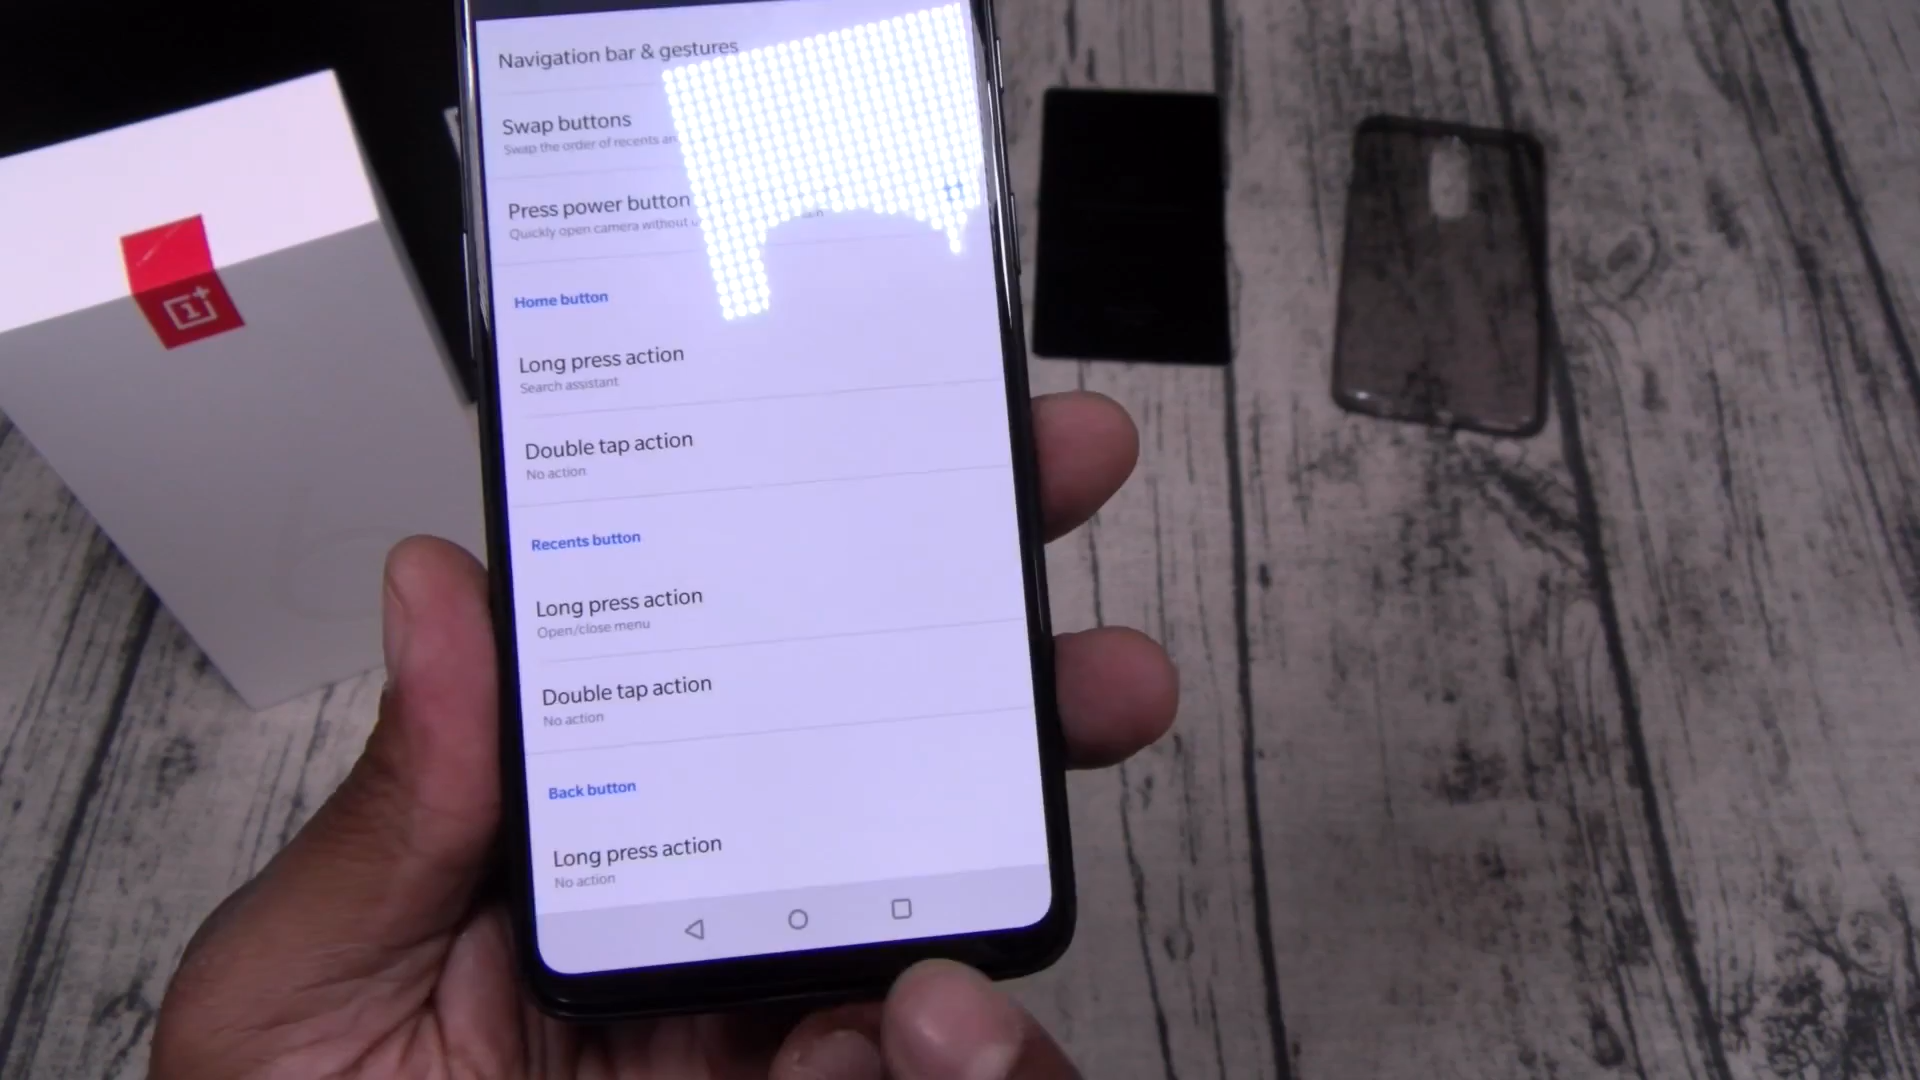 Navigation bar & gestures
Swap buttons
Swap the order of recents
Press power button
Quickly open camera without
Home button
Long press action
Search assistant
Double tap action
No action
Recents button
Long press action
Open/close menu
Double tap action
No action
Back button
Long press action
No action
1+